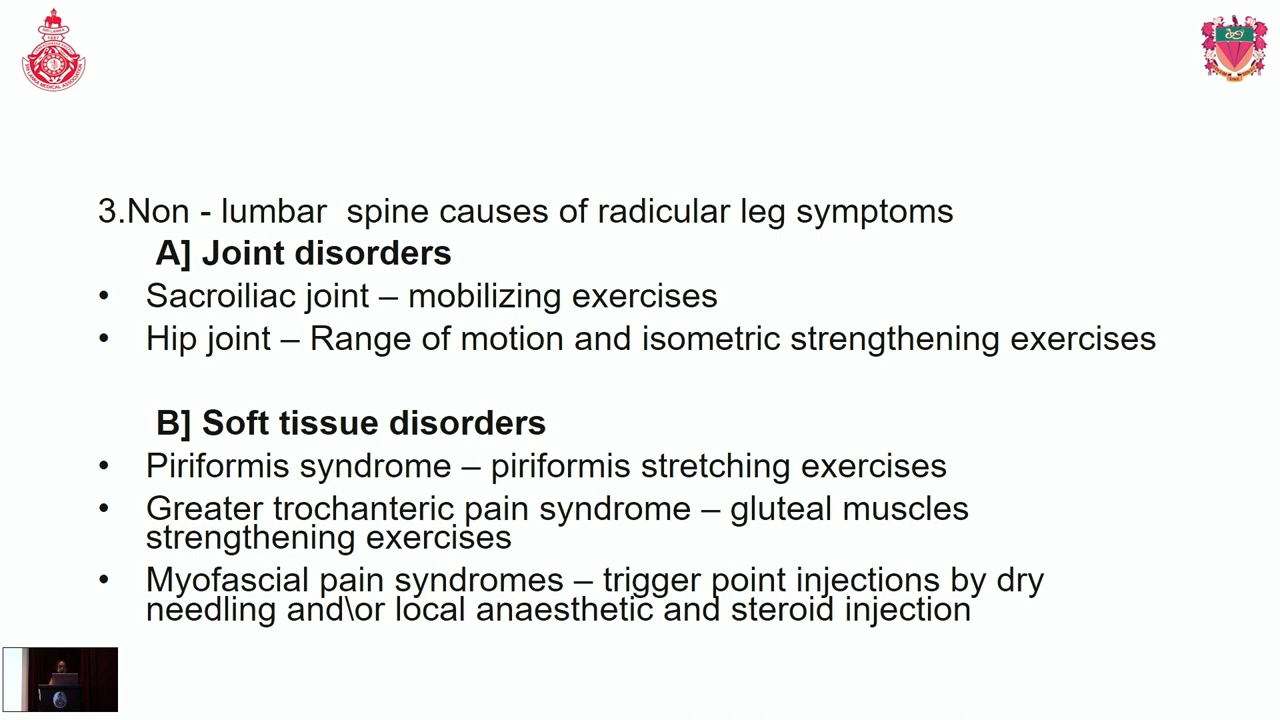 3.Non - lumbar  spine causes of radicular leg symptoms
A] Joint disorders
• Sacroiliac joint – mobilizing exercises
• Hip joint – Range of motion and isometric strengthening exercises
B] Soft tissue disorders
• Piriformis syndrome – piriformis stretching exercises
• Greater trochanteric pain syndrome – gluteal muscles
strengthening exercises
• Myofascial pain syndromes – trigger point injections by dry
needling and\or local anaesthetic and steroid injection